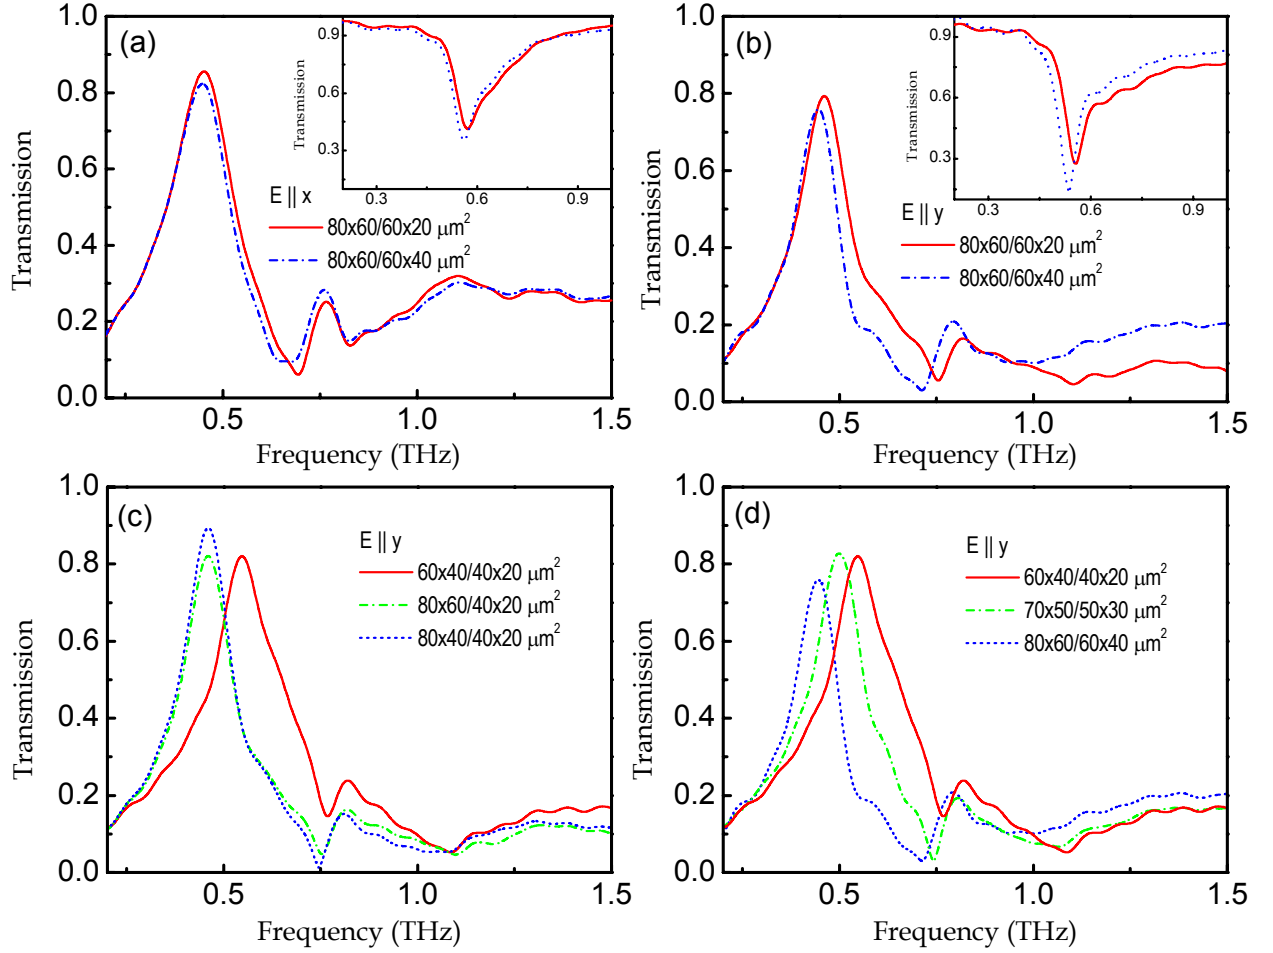 (a)
1.0
0.8
0.6
0.4
0.2
0.0
Transmission
0.5
1.0
1.5
Frequency (THz)
E || x
80x60/60x20 μm²
80x60/60x40 μm²
0.9
0.6
0.3
Transmission
0.3
0.6
0.9
(b)
1.0
0.8
0.6
0.4
0.2
0.0
Transmission
0.5
1.0
1.5
Frequency (THz)
E || y
80x60/60x20 μm²
80x60/60x40 μm²
0.9
0.6
0.3
Transmission
0.3
0.6
0.9
(c)
1.0
0.8
0.6
0.4
0.2
0.0
Transmission
0.5
1.0
1.5
Frequency (THz)
E || y
60x40/40x20 μm²
80x60/40x20 μm²
80x40/40x20 μm²
(d)
1.0
0.8
0.6
0.4
0.2
0.0
Transmission
0.5
1.0
1.5
Frequency (THz)
E || y
60x40/40x20 μm²
70x50/50x30 μm²
80x60/60x40 μm²